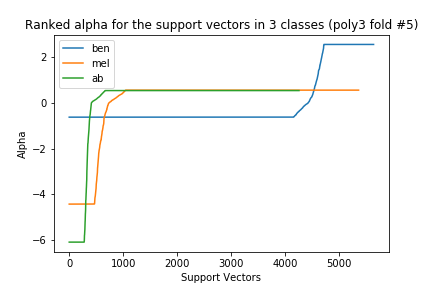 Ranked alpha for the support vectors in 3 classes (poly3 fold #5)
ben
mel
ab
2
0
−2
−4
−6
Alpha
0 1000 2000 3000 4000 5000
Support Vectors